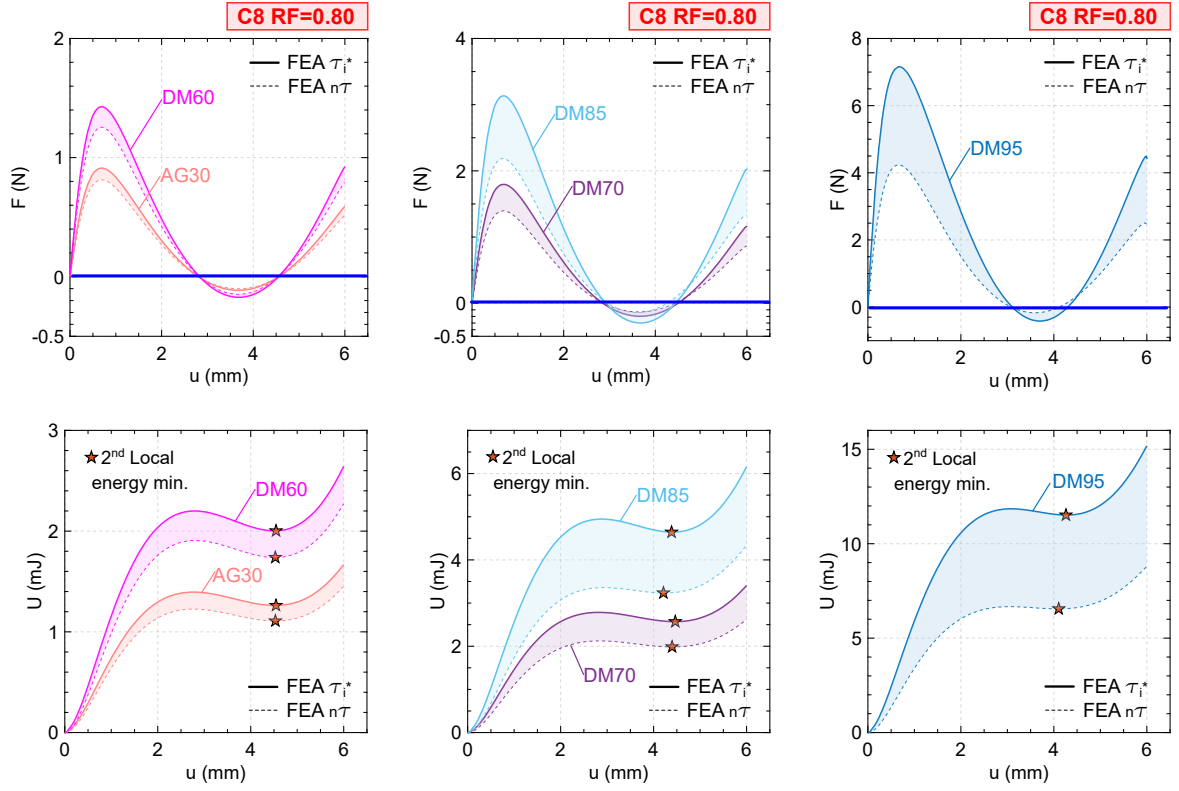 C8 RF=0.80
2
1
0
-0.5
F (N)
FEA τi*
FEA nτ
DM60
AG30
0
2
4
6
u (mm)
C8 RF=0.80
4
2
0
-0.5
F (N)
FEA τi*
FEA nτ
DM85
DM70
0
2
4
6
u (mm)
C8 RF=0.80
8
6
4
2
0
F (N)
FEA τi*
FEA nτ
DM95
0
2
4
6
u (mm)
3
2
1
0
U (mJ)
2nd Local
energy min.
DM60
AG30
FEA τi*
FEA nτ
0
2
4
6
u (mm)
6
4
2
0
U (mJ)
2nd Local
energy min.
DM85
DM70
FEA τi*
FEA nτ
0
2
4
6
u (mm)
15
10
5
0
U (mJ)
2nd Local
energy min.
DM95
FEA τi*
FEA nτ
0
2
4
6
u (mm)